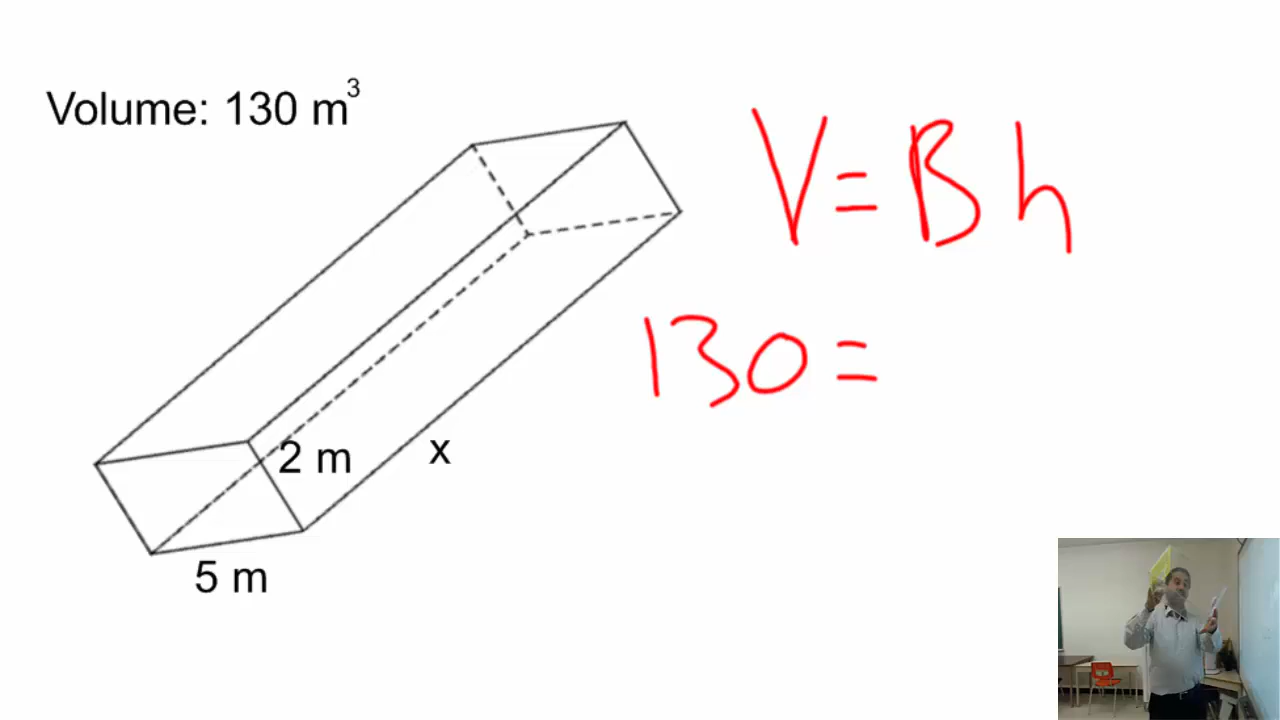 Volume: 130 m³
V = B h
130 =
2 m
x
5 m